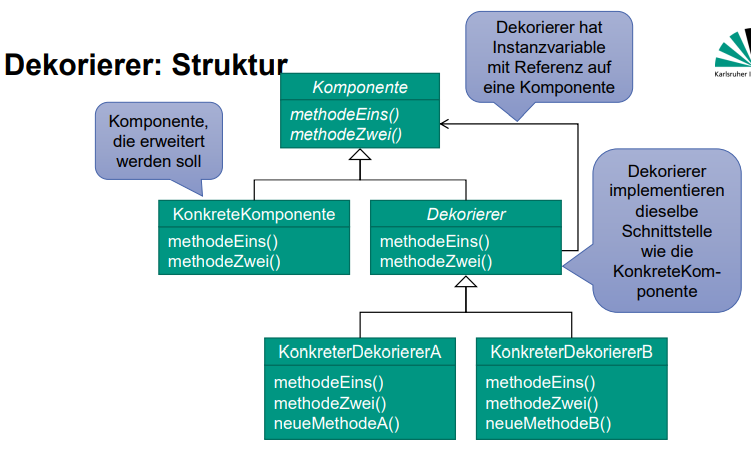 Dekorierer: Struktur
Dekorierer hat
Instanzvariable
mit Referenz auf
eine Komponente
Karlsruher I
Komponente
methodeEins()
methodeZwei()
Komponente,
die erweitert
werden soll
KonkreteKomponente
methodeEins()
methodeZwei()
Dekorierer
methodeEins()
methodeZwei()
Dekorierer
implementieren
dieselbe
Schnittstelle
wie die
KonkreteKom-
ponente
KonkreterDekoriererA
methodeEins()
methodeZwei()
neueMethodeA()
KonkreterDekoriererB
methodeEins()
methodeZwei()
neueMethodeB()